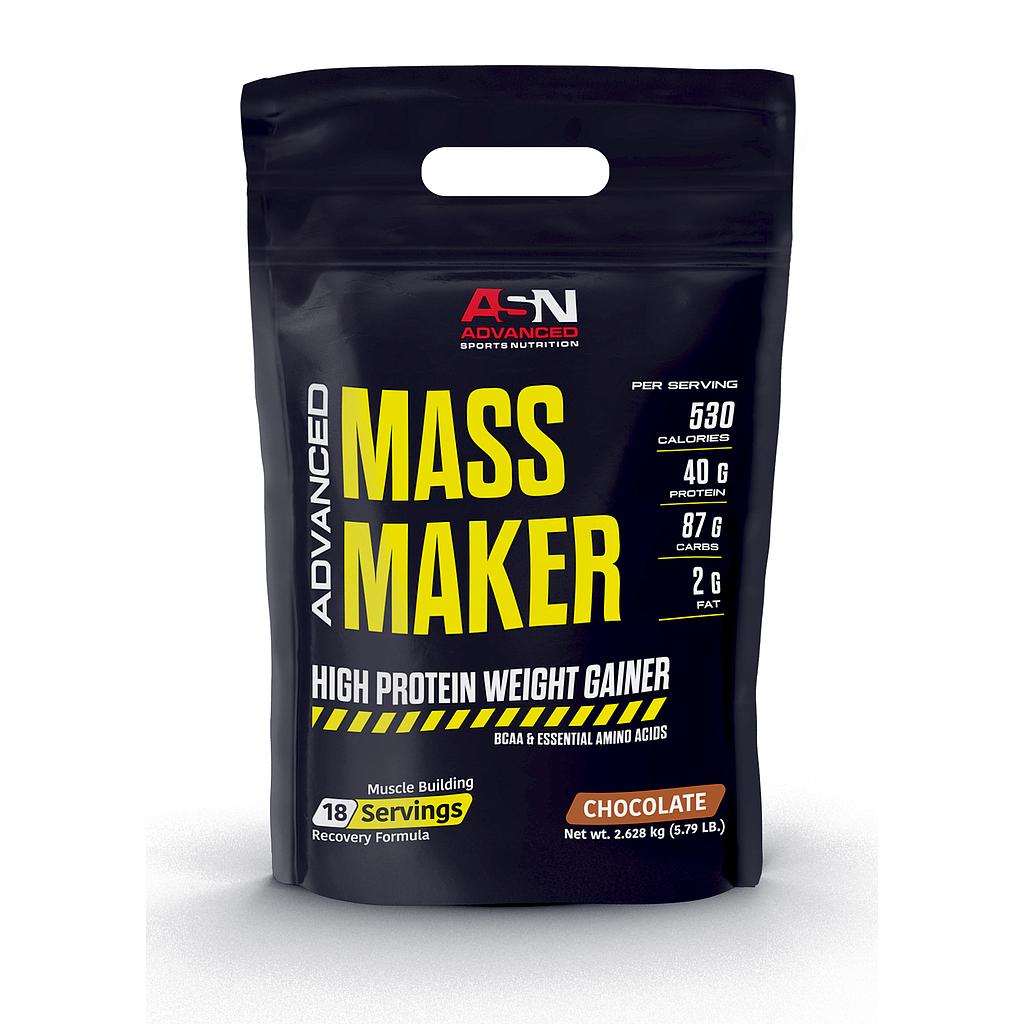 ASN
ADVANCED
SPORTS NUTRITION
ADVANCED
MASS
MAKER
PER SERVING
530
CALORIES
40 G
PROTEIN
87 G
CARBS
2 G
FAT
HIGH PROTEIN WEIGHT GAINER
BCAA & ESSENTIAL AMINO ACIDS
Muscle Building
18 Servings
Recovery Formula
CHOCOLATE
Net wt. 2.628 kg (5.79 LB.)